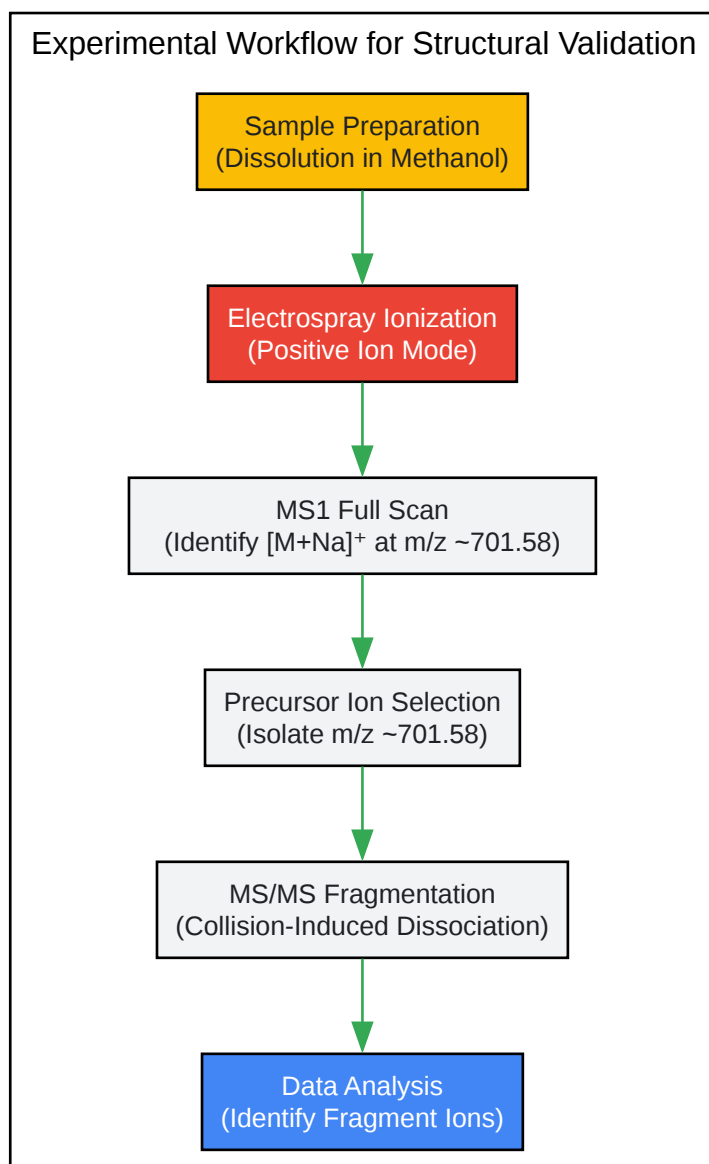 Experimental Workflow for Structural Validation
Sample Preparation
(Dissolution in Methanol)
Electrospray Ionization
(Positive Ion Mode)
MS1 Full Scan
(Identify [M+Na]⁺ at m/z ~701.58)
Precursor Ion Selection
(Isolate m/z ~701.58)
MS/MS Fragmentation
(Collision-Induced Dissociation)
Data Analysis
(Identify Fragment Ions)